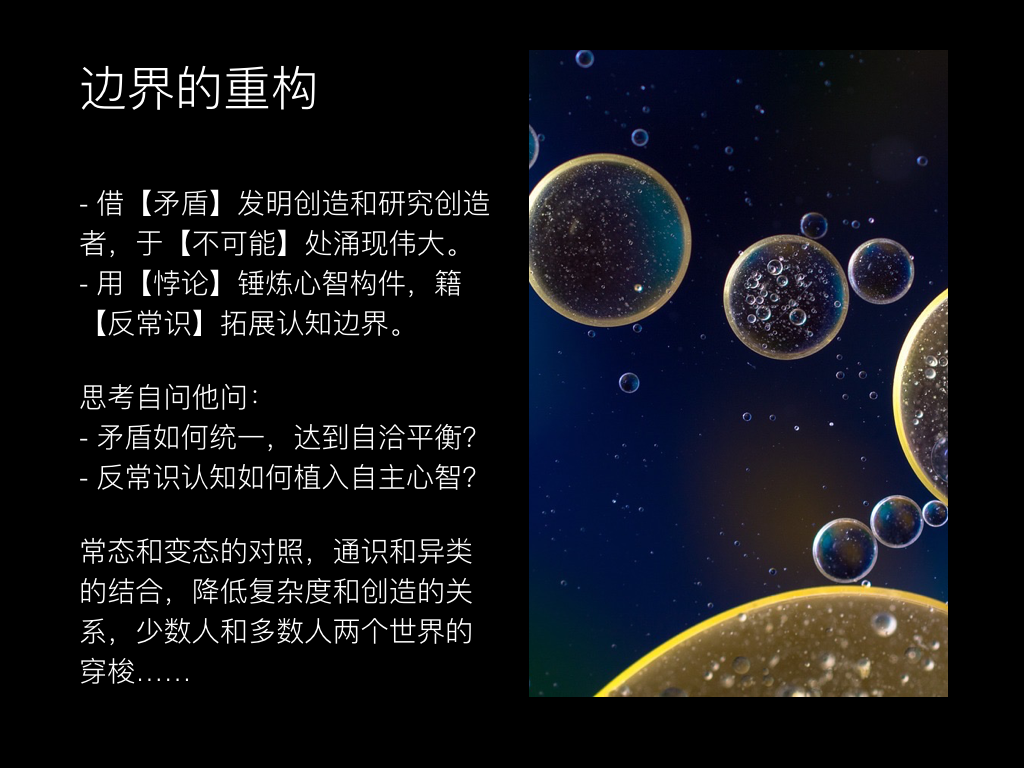 边界的重构
- 借【矛盾】发明创造和研究创造
者，于【不可能】处涌现伟大。
- 用【悖论】锤炼心智构件，籍
【反常识】拓展认知边界。
思考自问他问：
- 矛盾如何统一，达到自洽平衡？
- 反常识认知如何植入自主心智？
常态和变态的对照，通识和异类
的结合，降低复杂度和创造的关
系，少数人和多数人两个世界的
穿梭……